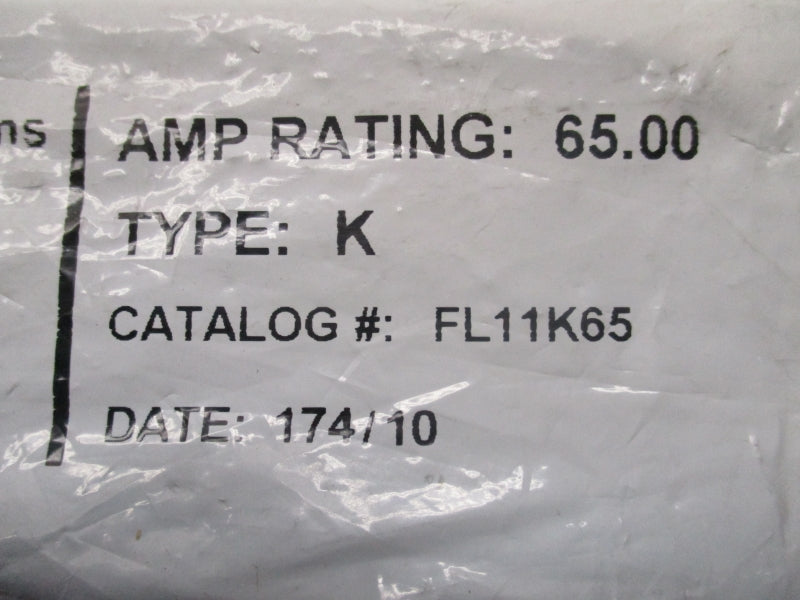 AMP RATING: 65.00
TYPE: K
CATALOG #: FL11K65
DATE: 174/10